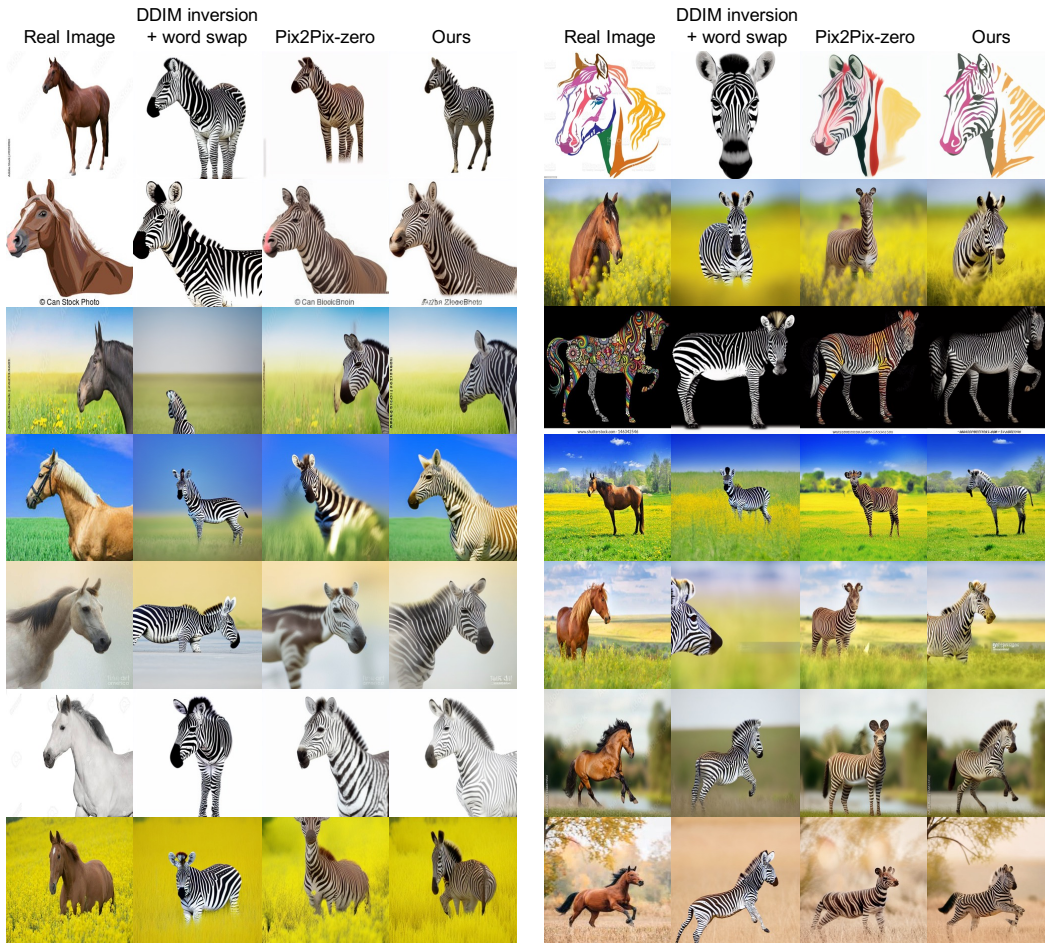 DDIM inversion
Real Image + word swap Pix2Pix-zero Ours
DDIM inversion
Real Image + word swap Pix2Pix-zero Ours
© Can Stock Photo
© Can BlookBnoin